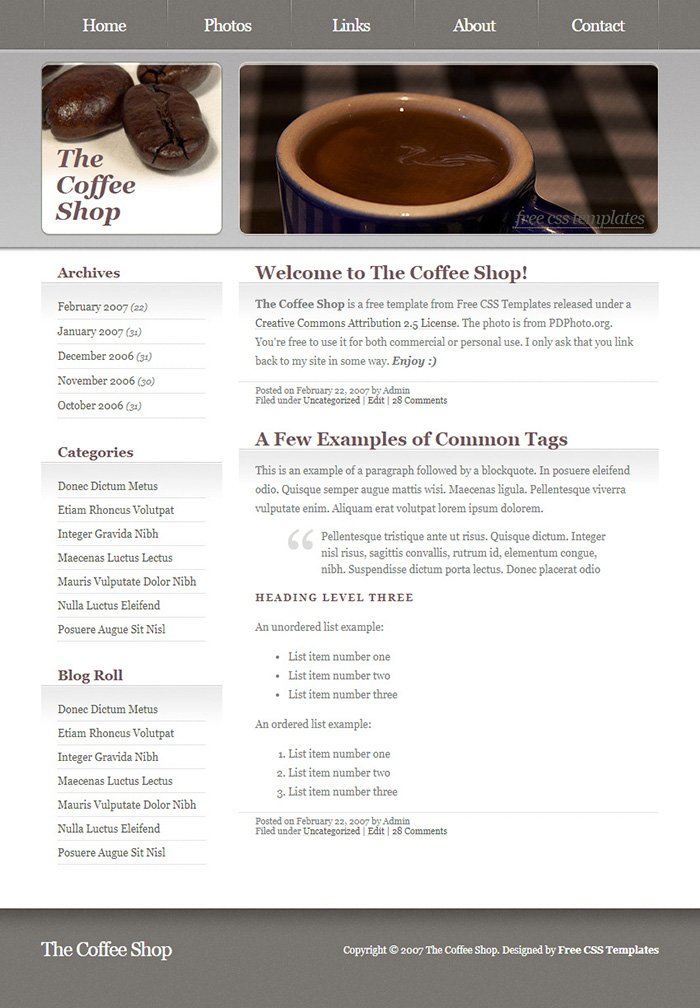 Home Photos Links About Contact
The
Coffee
Shop
free css templates
Archives
February 2007 (22)
January 2007 (31)
December 2006 (31)
November 2006 (30)
October 2006 (31)
Categories
Donec Dictum Metus
Etiam Rhoncus Volutpat
Integer Gravida Nibh
Maecenas Luctus Lectus
Mauris Vulputate Dolor Nibh
Nulla Luctus Eleifend
Posuere Augue Sit Nisl
Blog Roll
Donec Dictum Metus
Etiam Rhoncus Volutpat
Integer Gravida Nibh
Maecenas Luctus Lectus
Mauris Vulputate Dolor Nibh
Nulla Luctus Eleifend
Posuere Augue Sit Nisl
Welcome to The Coffee Shop!
The Coffee Shop is a free template from Free CSS Templates released under a
Creative Commons Attribution 2.5 License. The photo is from PDPhoto.org.
You're free to use it for both commercial or personal use. I only ask that you link
back to my site in some way. Enjoy :)
Posted on February 22, 2007 by Admin
Filed under Uncategorized | Edit | 28 Comments
A Few Examples of Common Tags
This is an example of a paragraph followed by a blockquote. In posuere eleifend
odio. Quisque semper augue mattis wisi. Maecenas ligula. Pellentesque viverra
vulputate enim. Aliquam erat volutpat lorem ipsum dolorem.
“ Pellentesque tristique ante ut risus. Quisque dictum. Integer
nisl risus, sagittis convallis, rutrum id, elementum congue,
nibh. Suspendisse dictum porta lectus. Donec placerat odio
HEADING LEVEL THREE
An unordered list example:
• List item number one
• List item number two
• List item number three
An ordered list example:
1. List item number one
2. List item number two
3. List item number three
Posted on February 22, 2007 by Admin
Filed under Uncategorized | Edit | 28 Comments
The Coffee Shop
Copyright © 2007 The Coffee Shop. Designed by Free CSS Templates